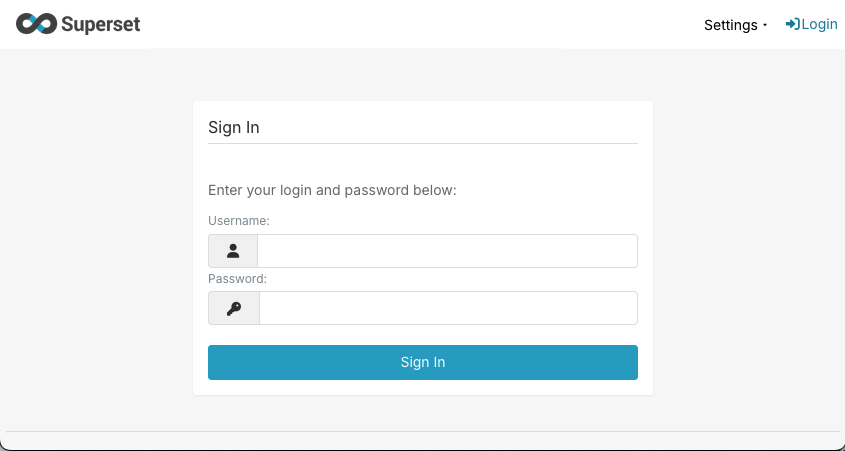 Superset
Settings
Login
Sign In
Enter your login and password below:
Username:
Password:
Sign In